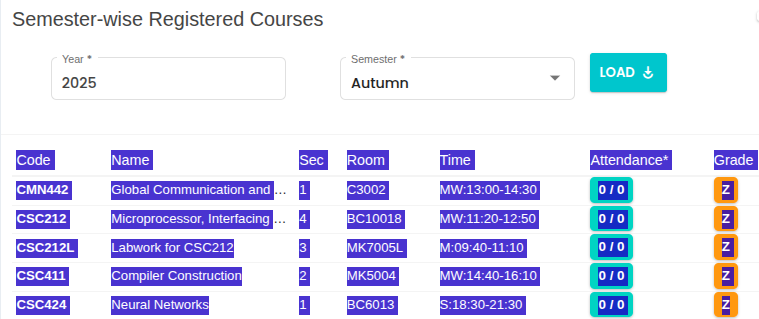 Semester-wise Registered Courses
Year *
2025
Semester *
Autumn
LOAD
Code Name Sec Room Time Attendance* Grade
CMN442 Global Communication and ... 1 C3002 MW:13:00-14:30 0 / 0 Z
CSC212 Microprocessor, Interfacing ... 4 BC10018 MW:11:20-12:50 0 / 0 Z
CSC212L Labwork for CSC212 3 MK7005L M:09:40-11:10 0 / 0 Z
CSC411 Compiler Construction 2 MK5004 MW:14:40-16:10 0 / 0 Z
CSC424 Neural Networks 1 BC6013 S:18:30-21:30 0 / 0 Z